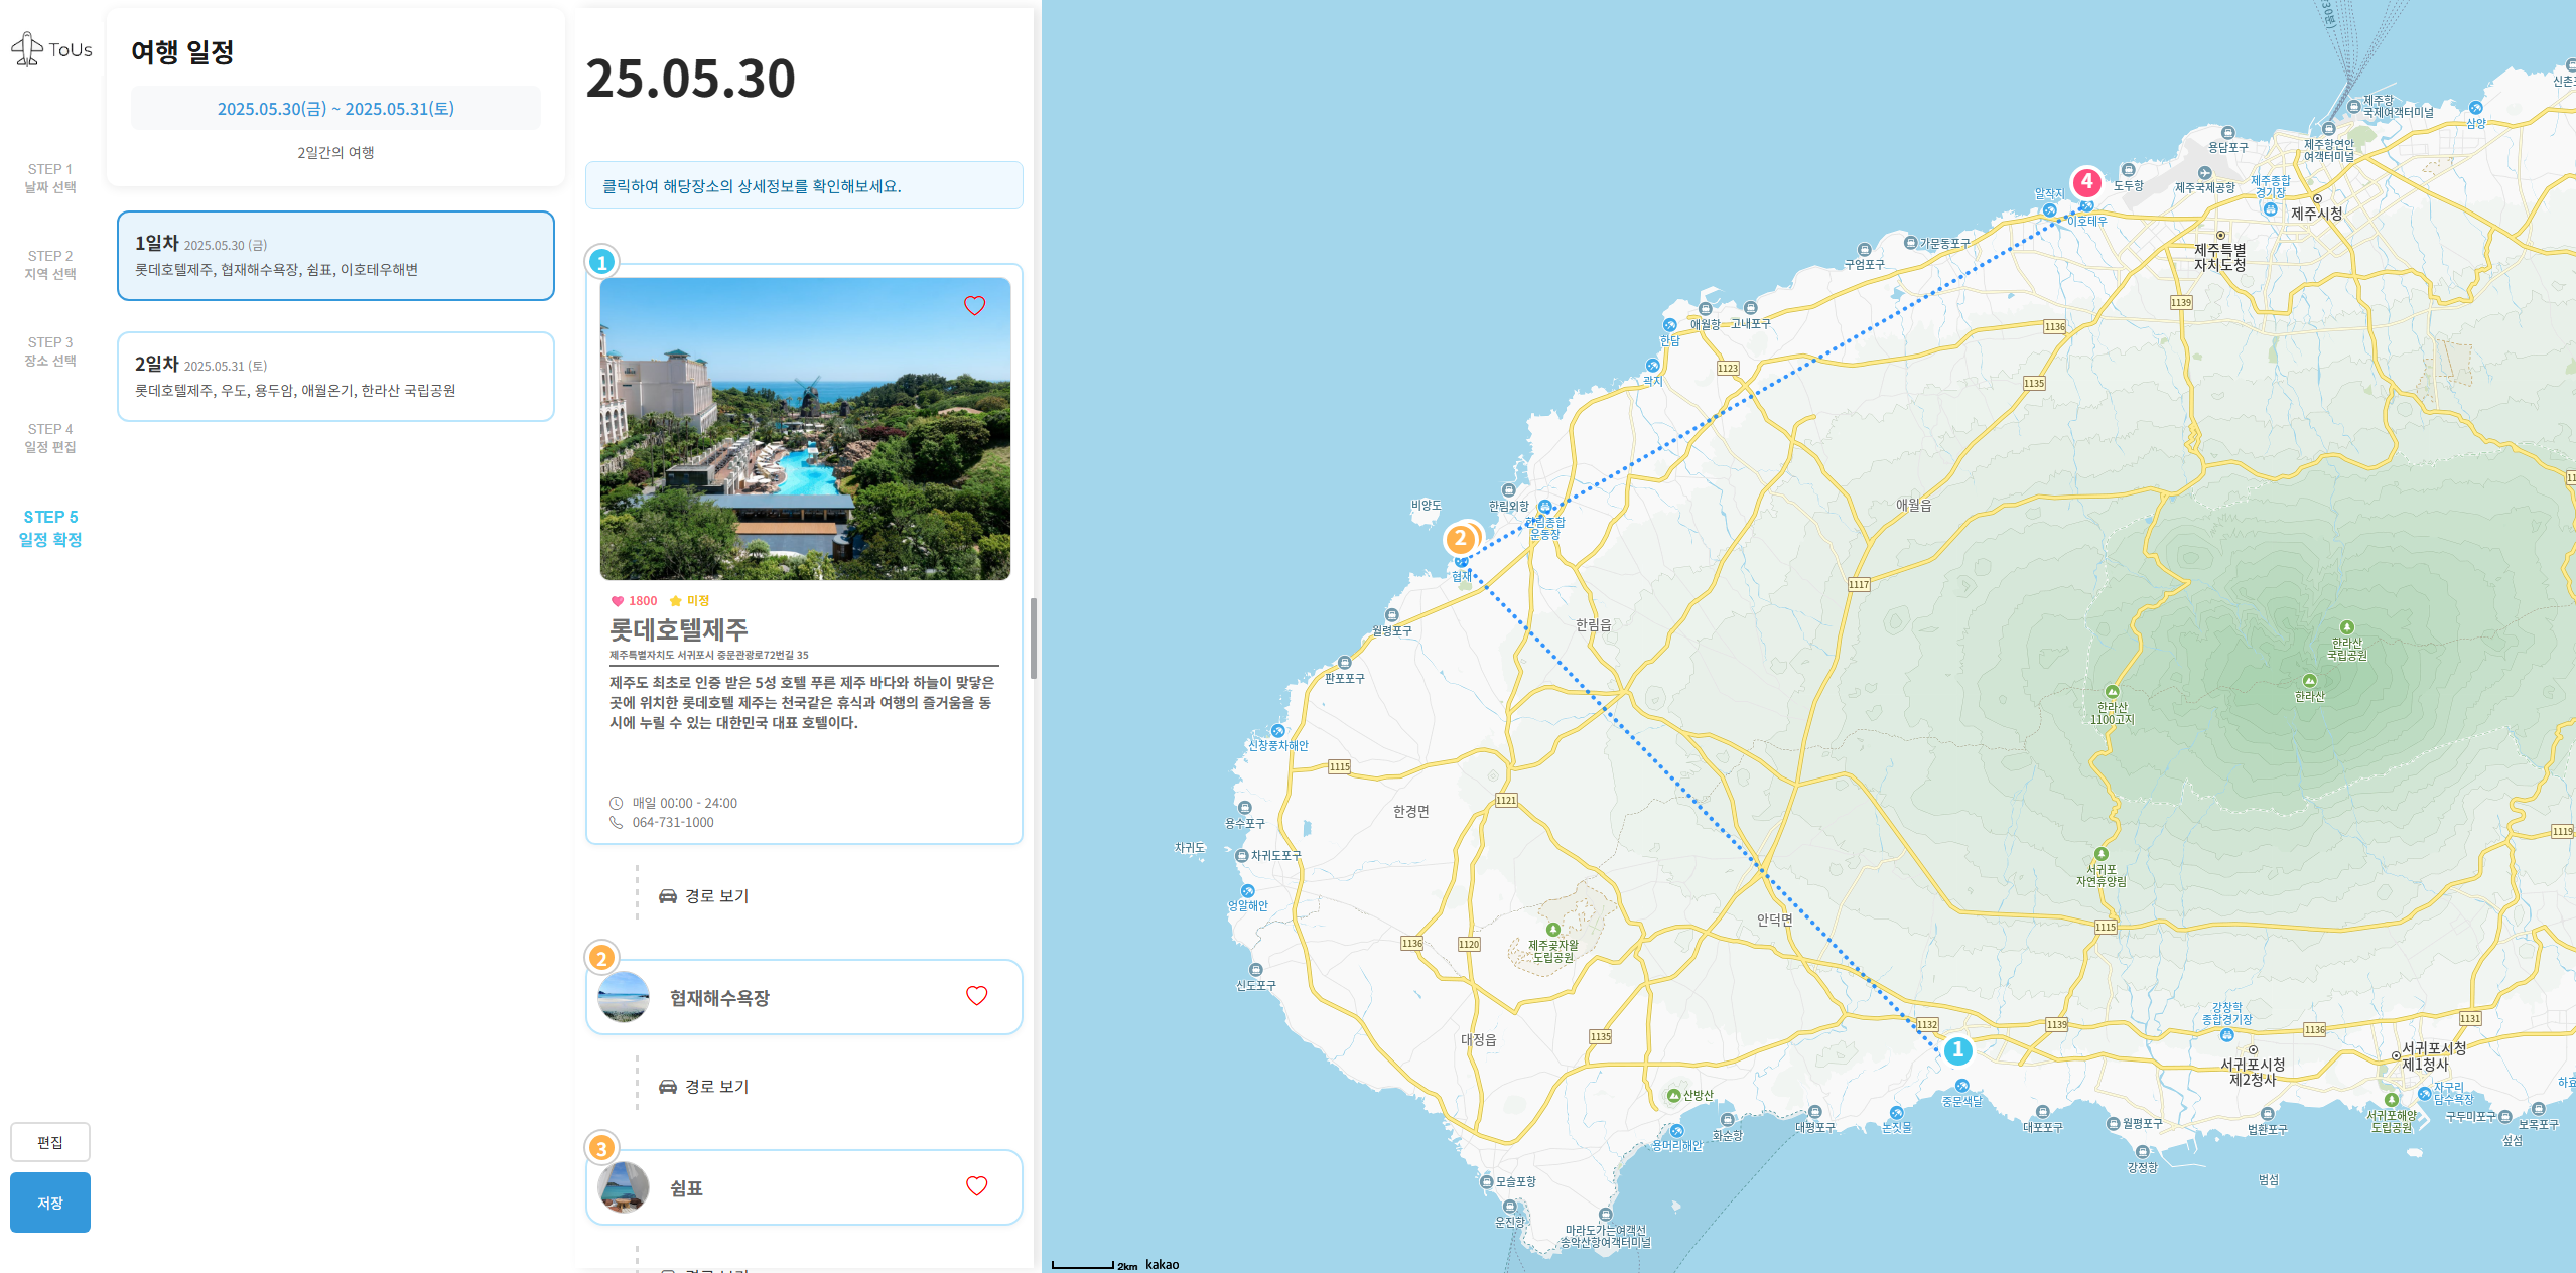 ToUs
STEP 1
날짜 선택
STEP 2
지역 선택
STEP 3
장소 선택
STEP 4
일정 편집
STEP 5
일정 확정
편집
저장
여행 일정
2025.05.30(금) ~ 2025.05.31(토)
2일간의 여행
1일차 2025.05.30 (금)
롯데호텔제주, 협재해수욕장, 쉼표, 이호테우해변
2일차 2025.05.31 (토)
롯데호텔제주, 우도, 용두암, 애월온기, 한라산 국립공원
25.05.30
클릭하여 해당장소의 상세정보를 확인해보세요.
1
1800 미정
롯데호텔제주
제주특별자치도 서귀포시 중문관광로72번길 35
제주도 최초로 인증 받은 5성 호텔 푸른 제주 바다와 하늘이 맞닿은
곳에 위치한 롯데호텔 제주는 천국같은 휴식과 여행의 즐거움을 동
시에 누릴 수 있는 대한민국 대표 호텔이다.
매일 00:00 - 24:00
064-731-1000
경로 보기
2
협재해수욕장
경로 보기
3
쉼표
제주항
국제여객터미널
삼양
용담포구
제주항연안
여객터미널
4
도두항
제주국제공항
제주종합
경기장
알작지
이호테우
제주시청
제주특별
자치도청
가문동포구
구엄포구
1139
애월항
고내포구
한담
1136
곽지
1123
1135
비양도
한림외항
한림종합
운동장
애월읍
2
협재
1117
월령포구
한림읍
한라산
국립공원
판포포구
한라산
한라산
1100고지
신창풍차해안
1115
1121
용수포구
한경면
1119
차귀도
차귀도포구
서귀포
자연휴양림
엉알해안
안덕면
1115
1136
1120
제주곶자왈
도립공원
신도포구
강창학
종합경기장
1132
1139
1136
1131
대정읍
1135
1
서귀포시청
제2청사
서귀포시청
제1청사
산방산
중문색달
자구리
담수욕장
서귀포해양
도립공원
구두미포구
보목포구
섶섬
용머리해안
화순항
대평포구
논짓물
대포포구
월평포구
법환포구
강정항
범섬
모슬포항
운진항
마라도가는여객선
송악산항여객터미널
2km kakao